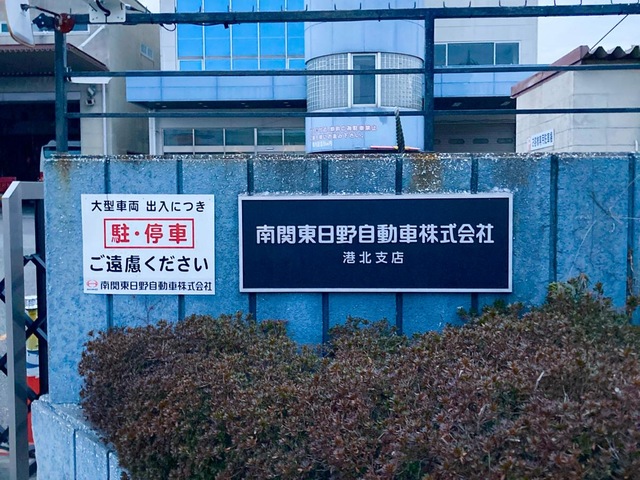 大型車両 出入につき
駐・停車
ご遠慮ください
南関東日野自動車株式会社
南関東日野自動車株式会社
港北支店